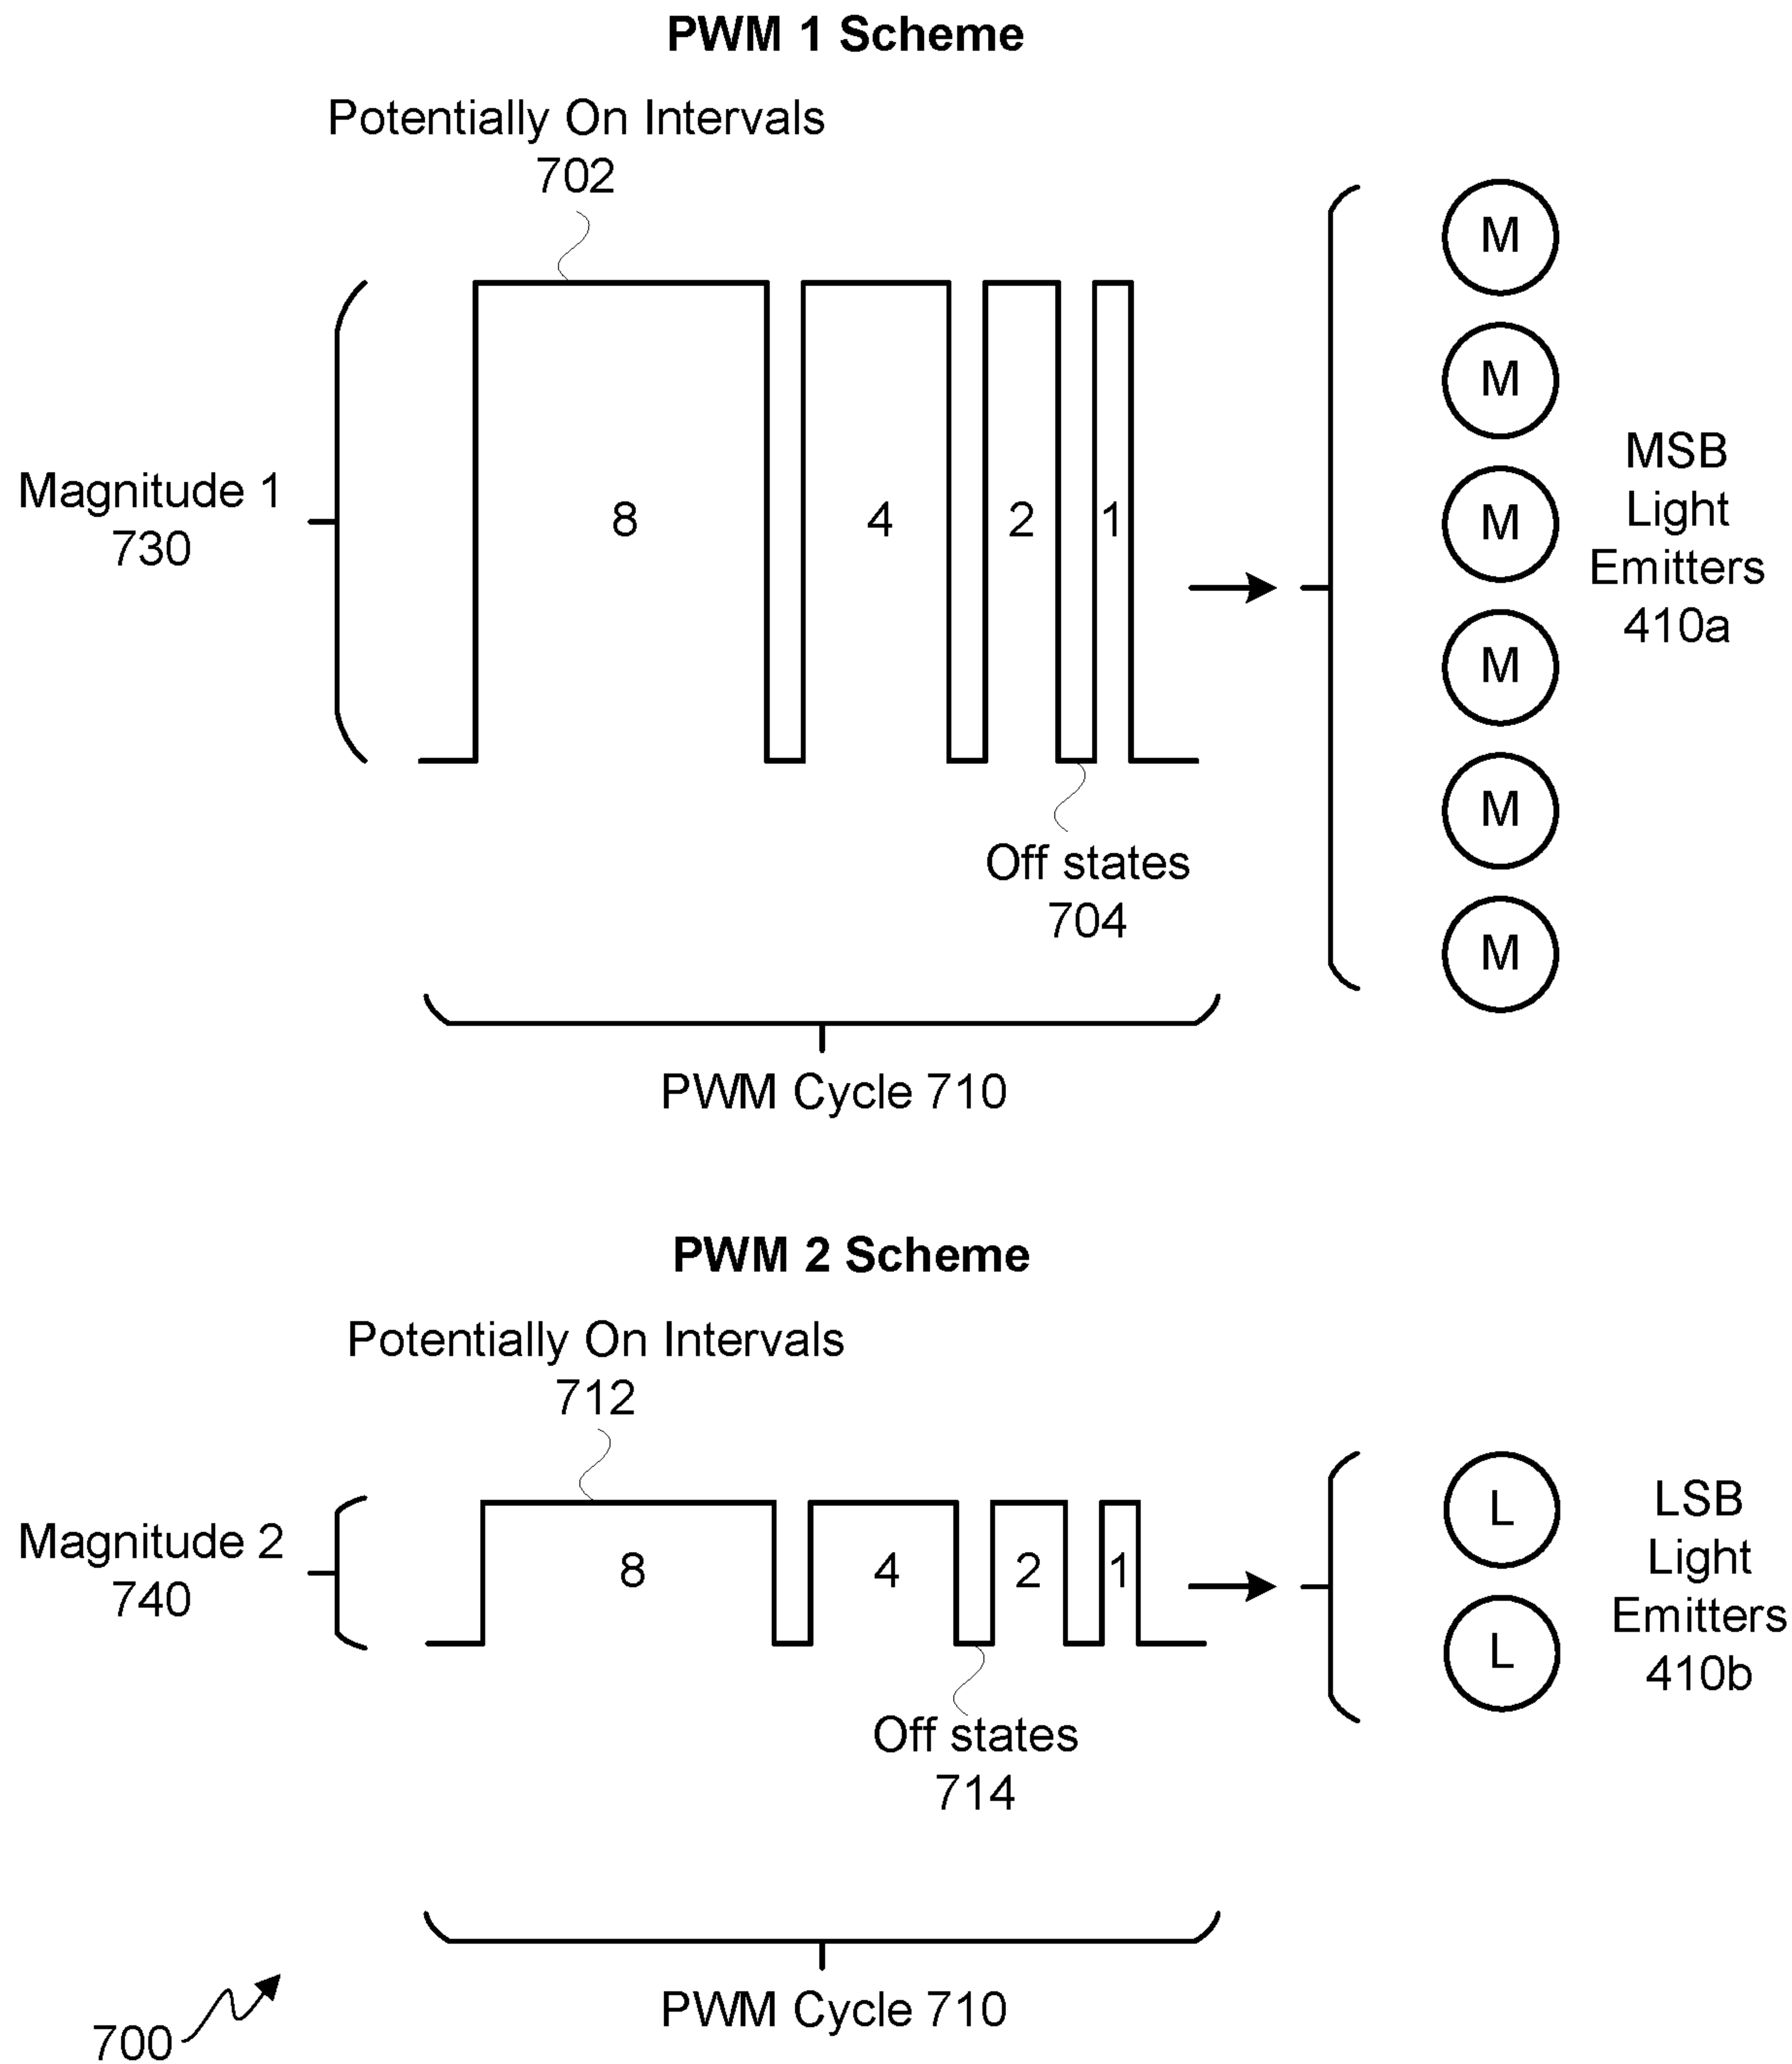 PWM 1 Scheme
Potentially On Intervals
702
Magnitude 1
730
8
4
2
1
M
M
M
M
M
M
MSB
Light
Emitters
410a
Off states
704
PWM Cycle 710
PWM 2 Scheme
Potentially On Intervals
712
Magnitude 2
740
8
4
2
1
L
L
LSB
Light
Emitters
410b
Off states
714
PWM Cycle 710
700